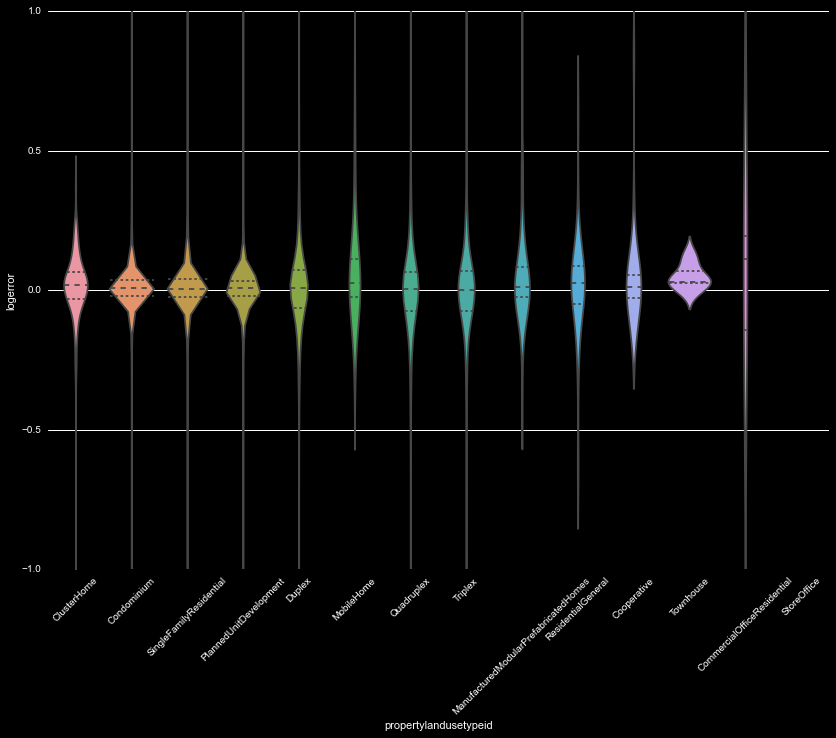 1.0
0.5
0.0
−0.5
−1.0
logerror
ClusterHome
Condominium
SingleFamilyResidential
PlannedUnitDevelopment
Duplex
MobileHome
Quadruplex
Triplex
ManufacturedModularPrefabricatedHomes
ResidentialGeneral
Cooperative
Townhouse
CommercialOfficeResidential
StoreOffice
propertylandusetypeid